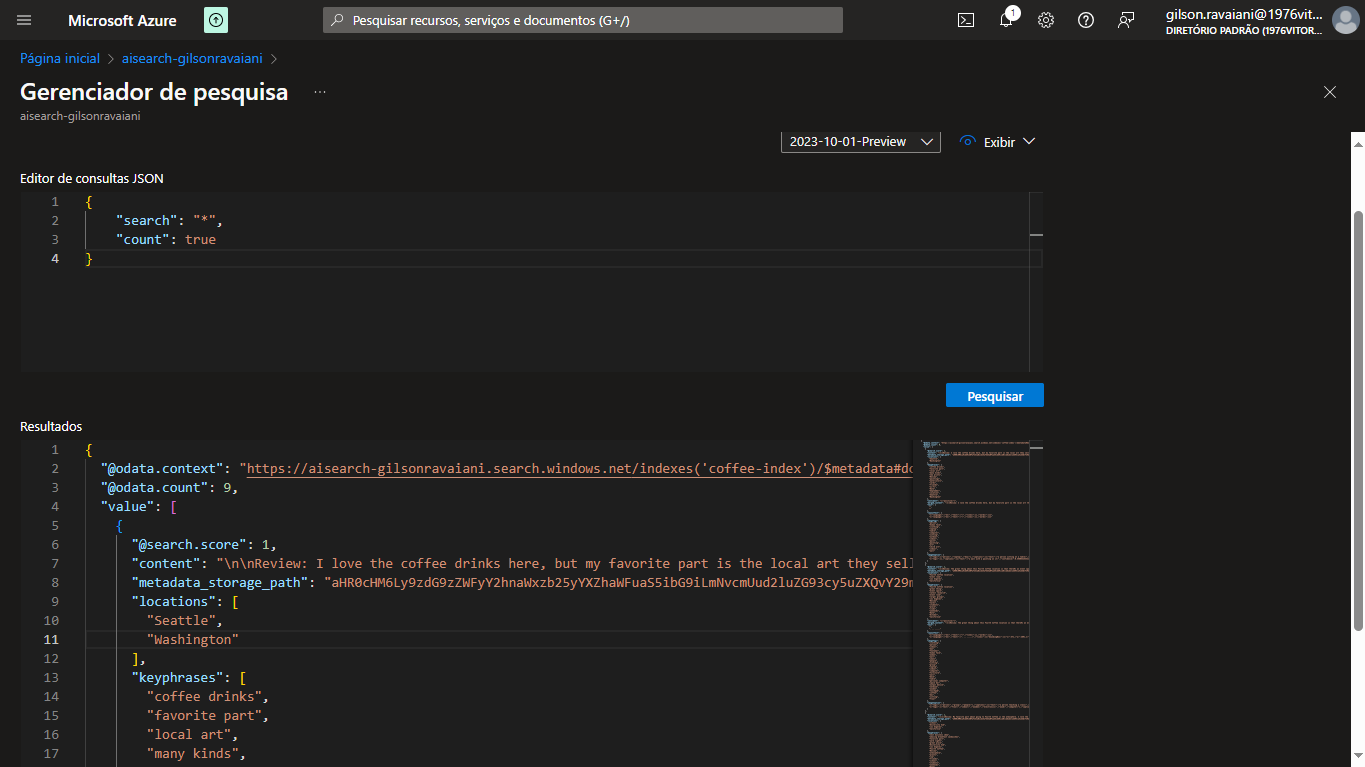 Microsoft Azure
Pesquisar recursos, serviços e documentos (G+/)
1
gilson.ravaiani@1976vit...
DIRETÓRIO PADRÃO (1976VITOR...
Página inicial > aisearch-gilsonravaiani >
Gerenciador de pesquisa ...
aisearch-gilsonravaiani
2023-10-01-Preview
Exibir
Editor de consultas JSON
1 {
2 "search": "*",
3 "count": true
4 }
Pesquisar
Resultados
1 {
2 "@odata.context": "https://aisearch-gilsonravaiani.search.windows.net/indexes('coffee-index')/$metadata#do
3 "@odata.count": 9,
4 "value": [
5 {
6 "@search.score": 1,
7 "content": "\n\nReview: I love the coffee drinks here, but my favorite part is the local art they sell
8 "metadata_storage_path":
9 "locations": [
10 "Seattle",
11 "Washington"
12 ],
13 "keyphrases": [
14 "coffee drinks",
15 "favorite part",
16 "local art",
17 "many kinds",